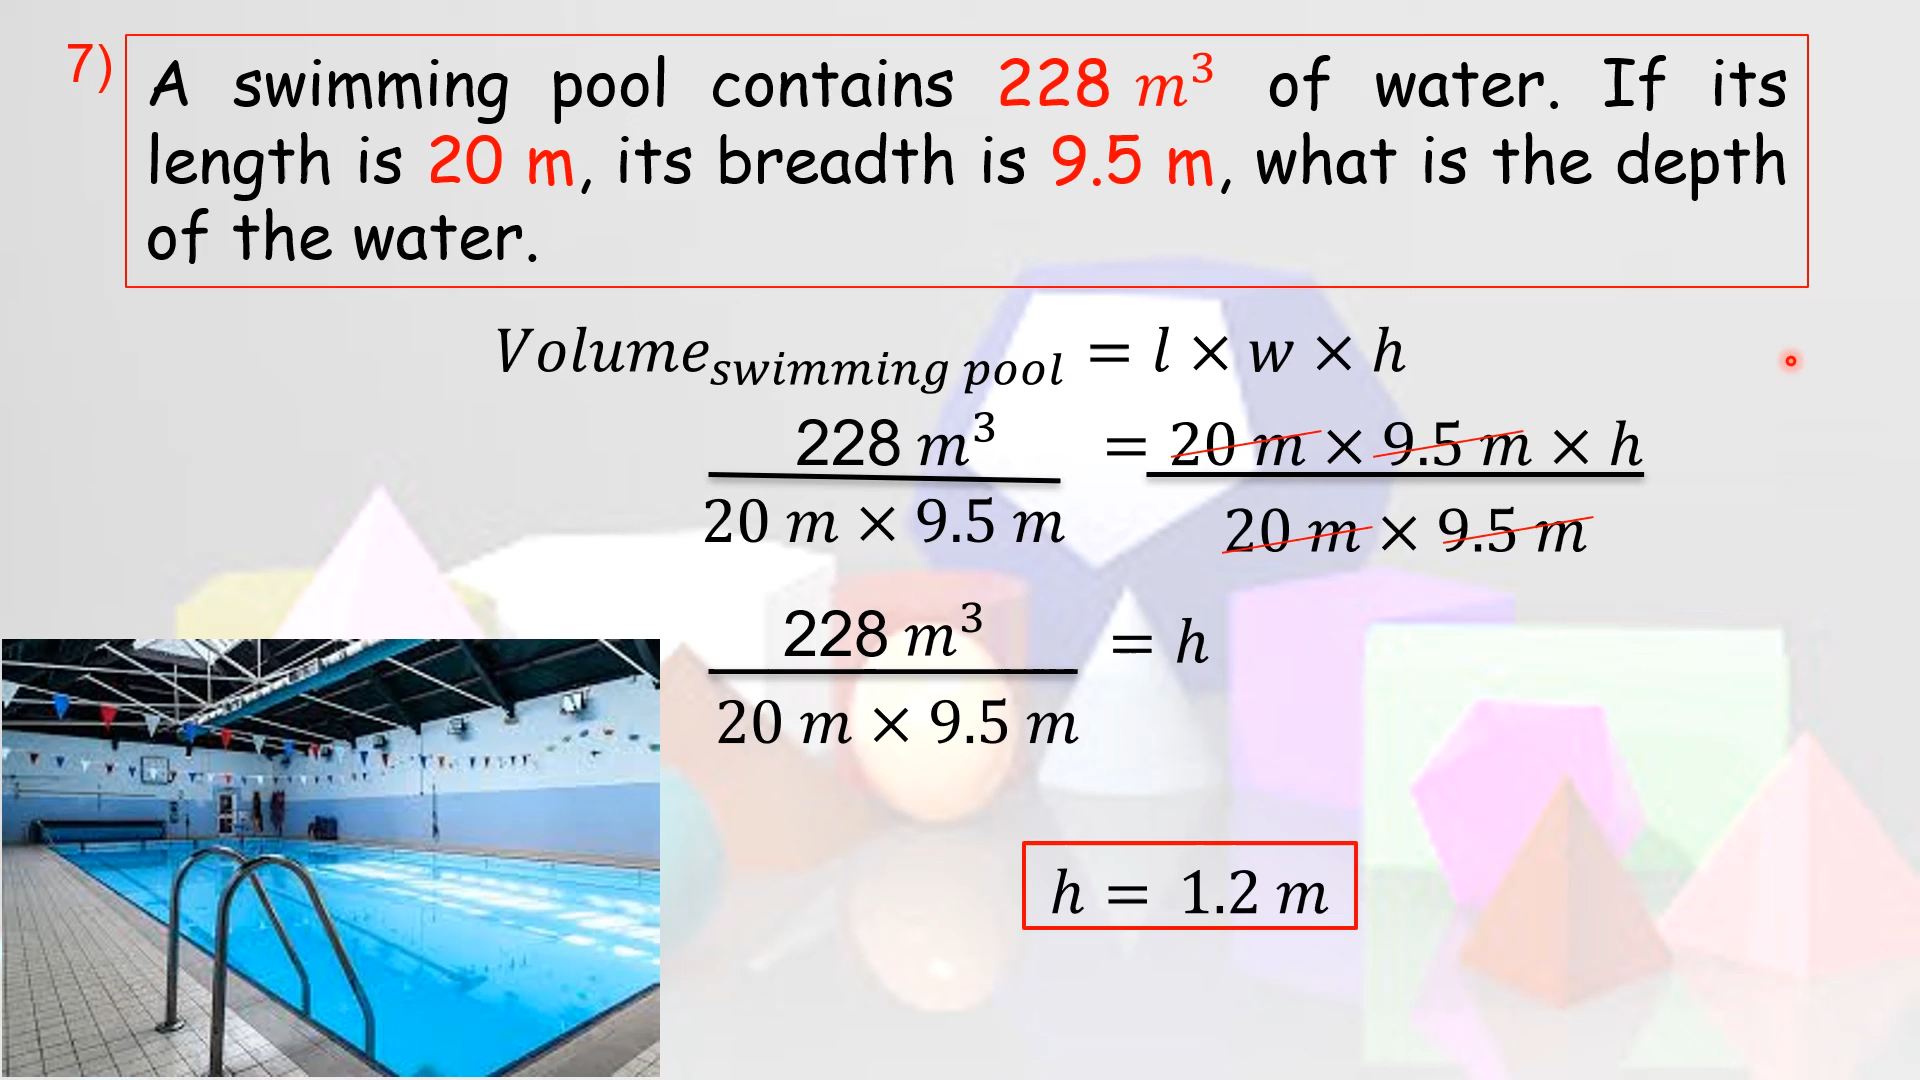 7)
A swimming pool contains 228 m³ of water. If its
length is 20 m, its breadth is 9.5 m, what is the depth
of the water.
Volume swimming pool = l × w × h
228 m³ = 20 m × 9.5 m × h
20 m × 9.5 m 20 m × 9.5 m
228 m³ = h
20 m × 9.5 m
h = 1.2 m